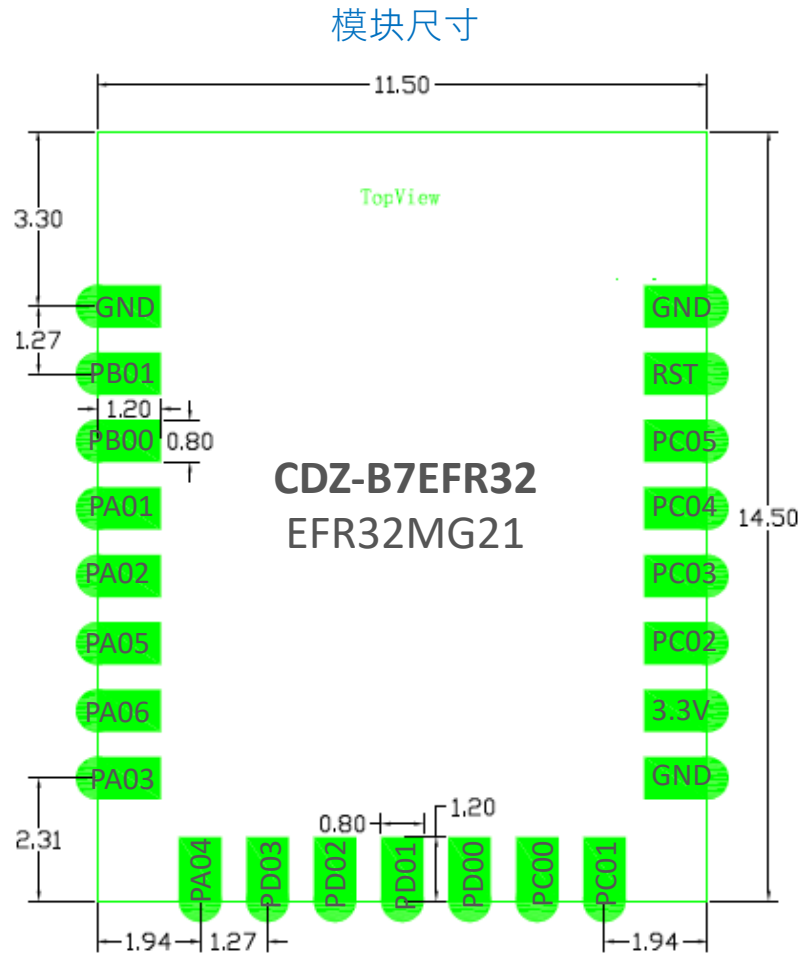 模块尺寸
11.50
TopView
3.30
GND
GND
1.27
PB01
RST
1.20
PB00
0.80
PC05
CDZ-B7EFR32
PA01
PC04
14.50
EFR32MG21
PA02
PC03
PA05
PC02
PA06
3.3V
PA03
GND
2.31
0.80
1.20
PA04
PD03
PD02
PD01
PD00
PC00
PC01
1.94
1.27
1.94